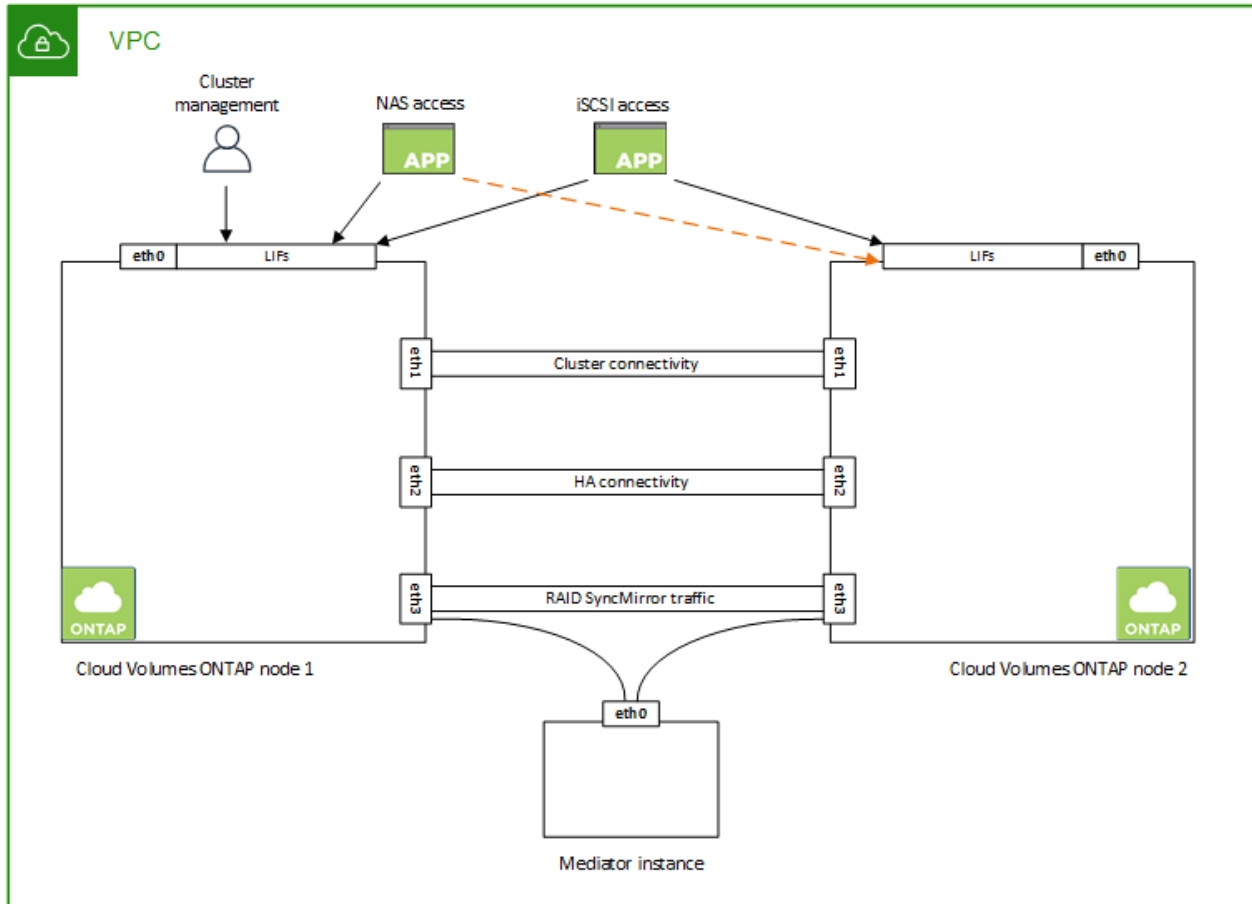 VPC
Cluster
management
NAS access
iSCSI access
APP
APP
eth0
LIFs
LIFs
eth0
eth1
Cluster connectivity
eth1
eth2
HA connectivity
eth2
eth3
RAID SyncMirror traffic
eth3
ONTAP
ONTAP
Cloud Volumes ONTAP node 1
Cloud Volumes ONTAP node 2
eth0
Mediator instance